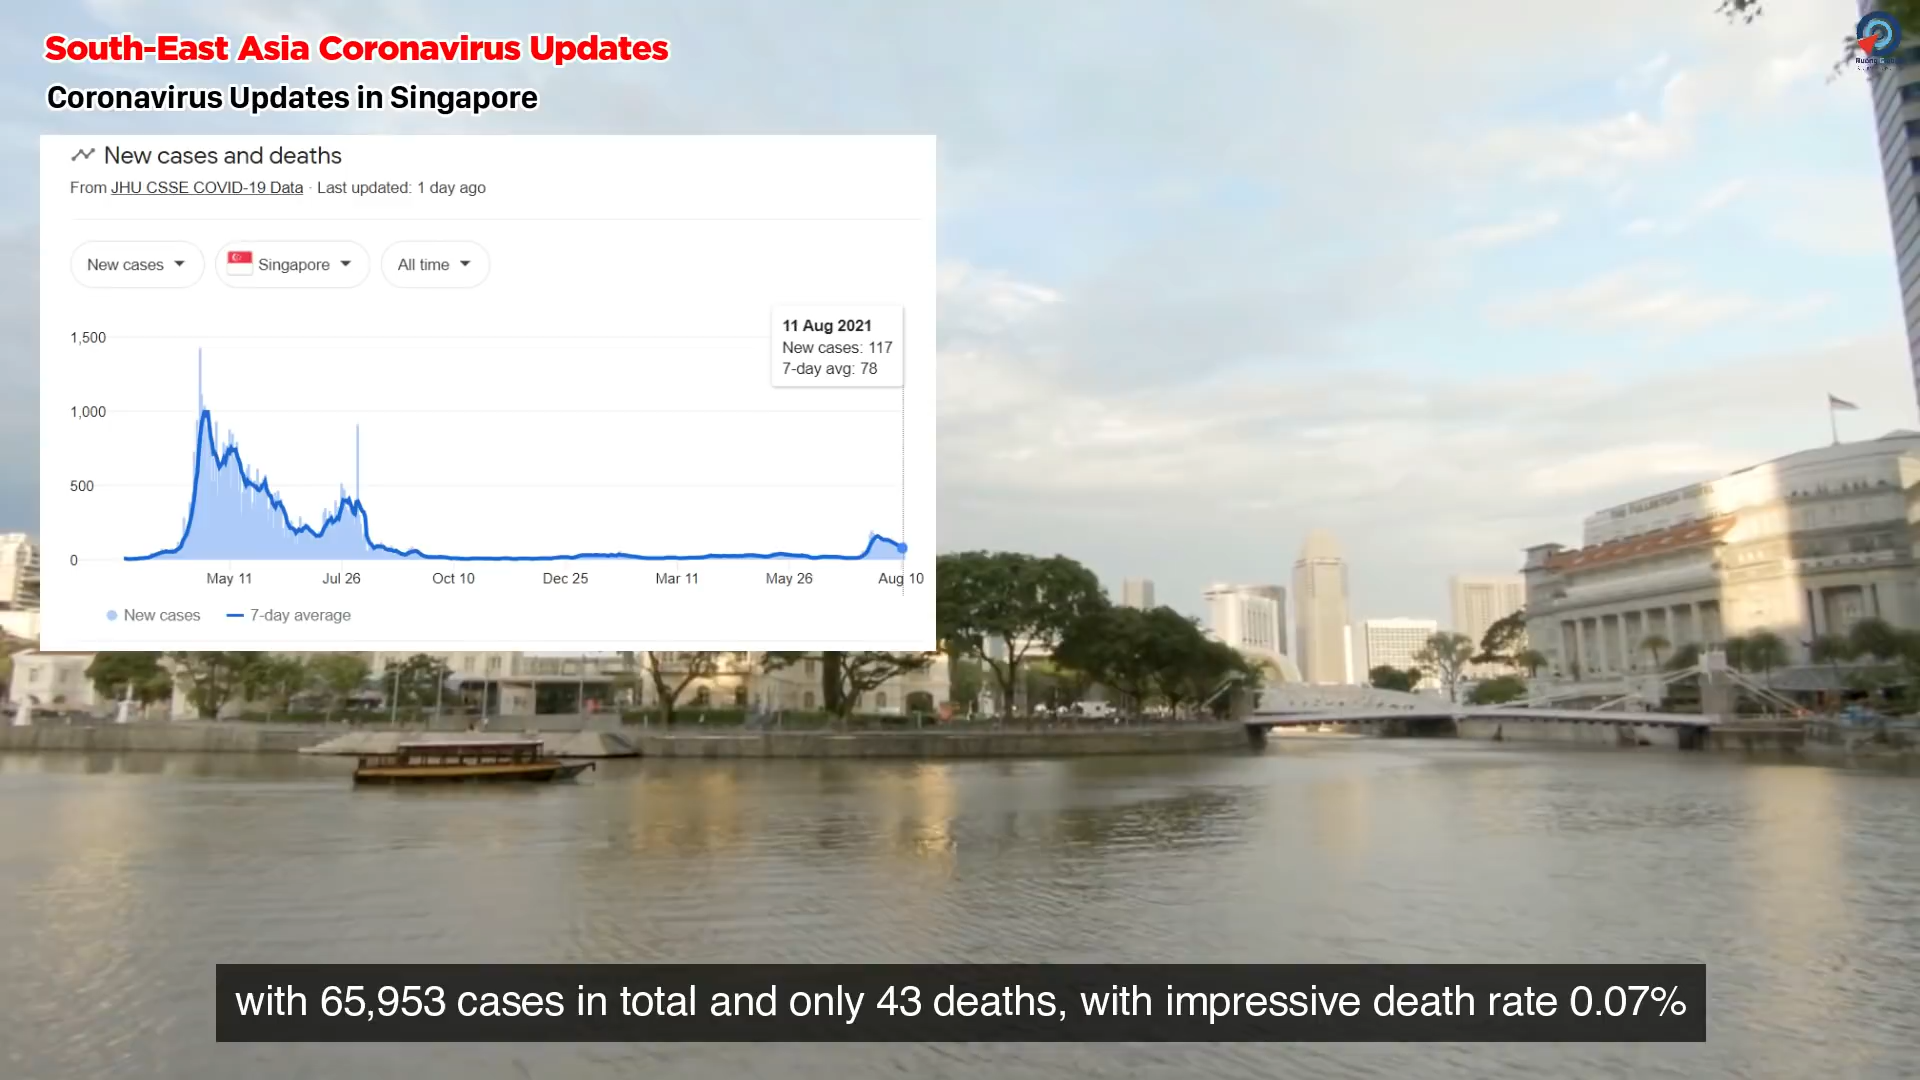 South-East Asia Coronavirus Updates
Coronavirus Updates in Singapore
New cases and deaths
From JHU CSSE COVID-19 Data · Last updated: 1 day ago
New cases Singapore All time
11 Aug 2021
New cases: 117
7-day avg: 78
1,500
1,000
500
0
May 11 Jul 26 Oct 10 Dec 25 Mar 11 May 26 Aug 10
New cases 7-day average
THE FULLERTON HOTEL
with 65,953 cases in total and only 43 deaths, with impressive death rate 0.07%